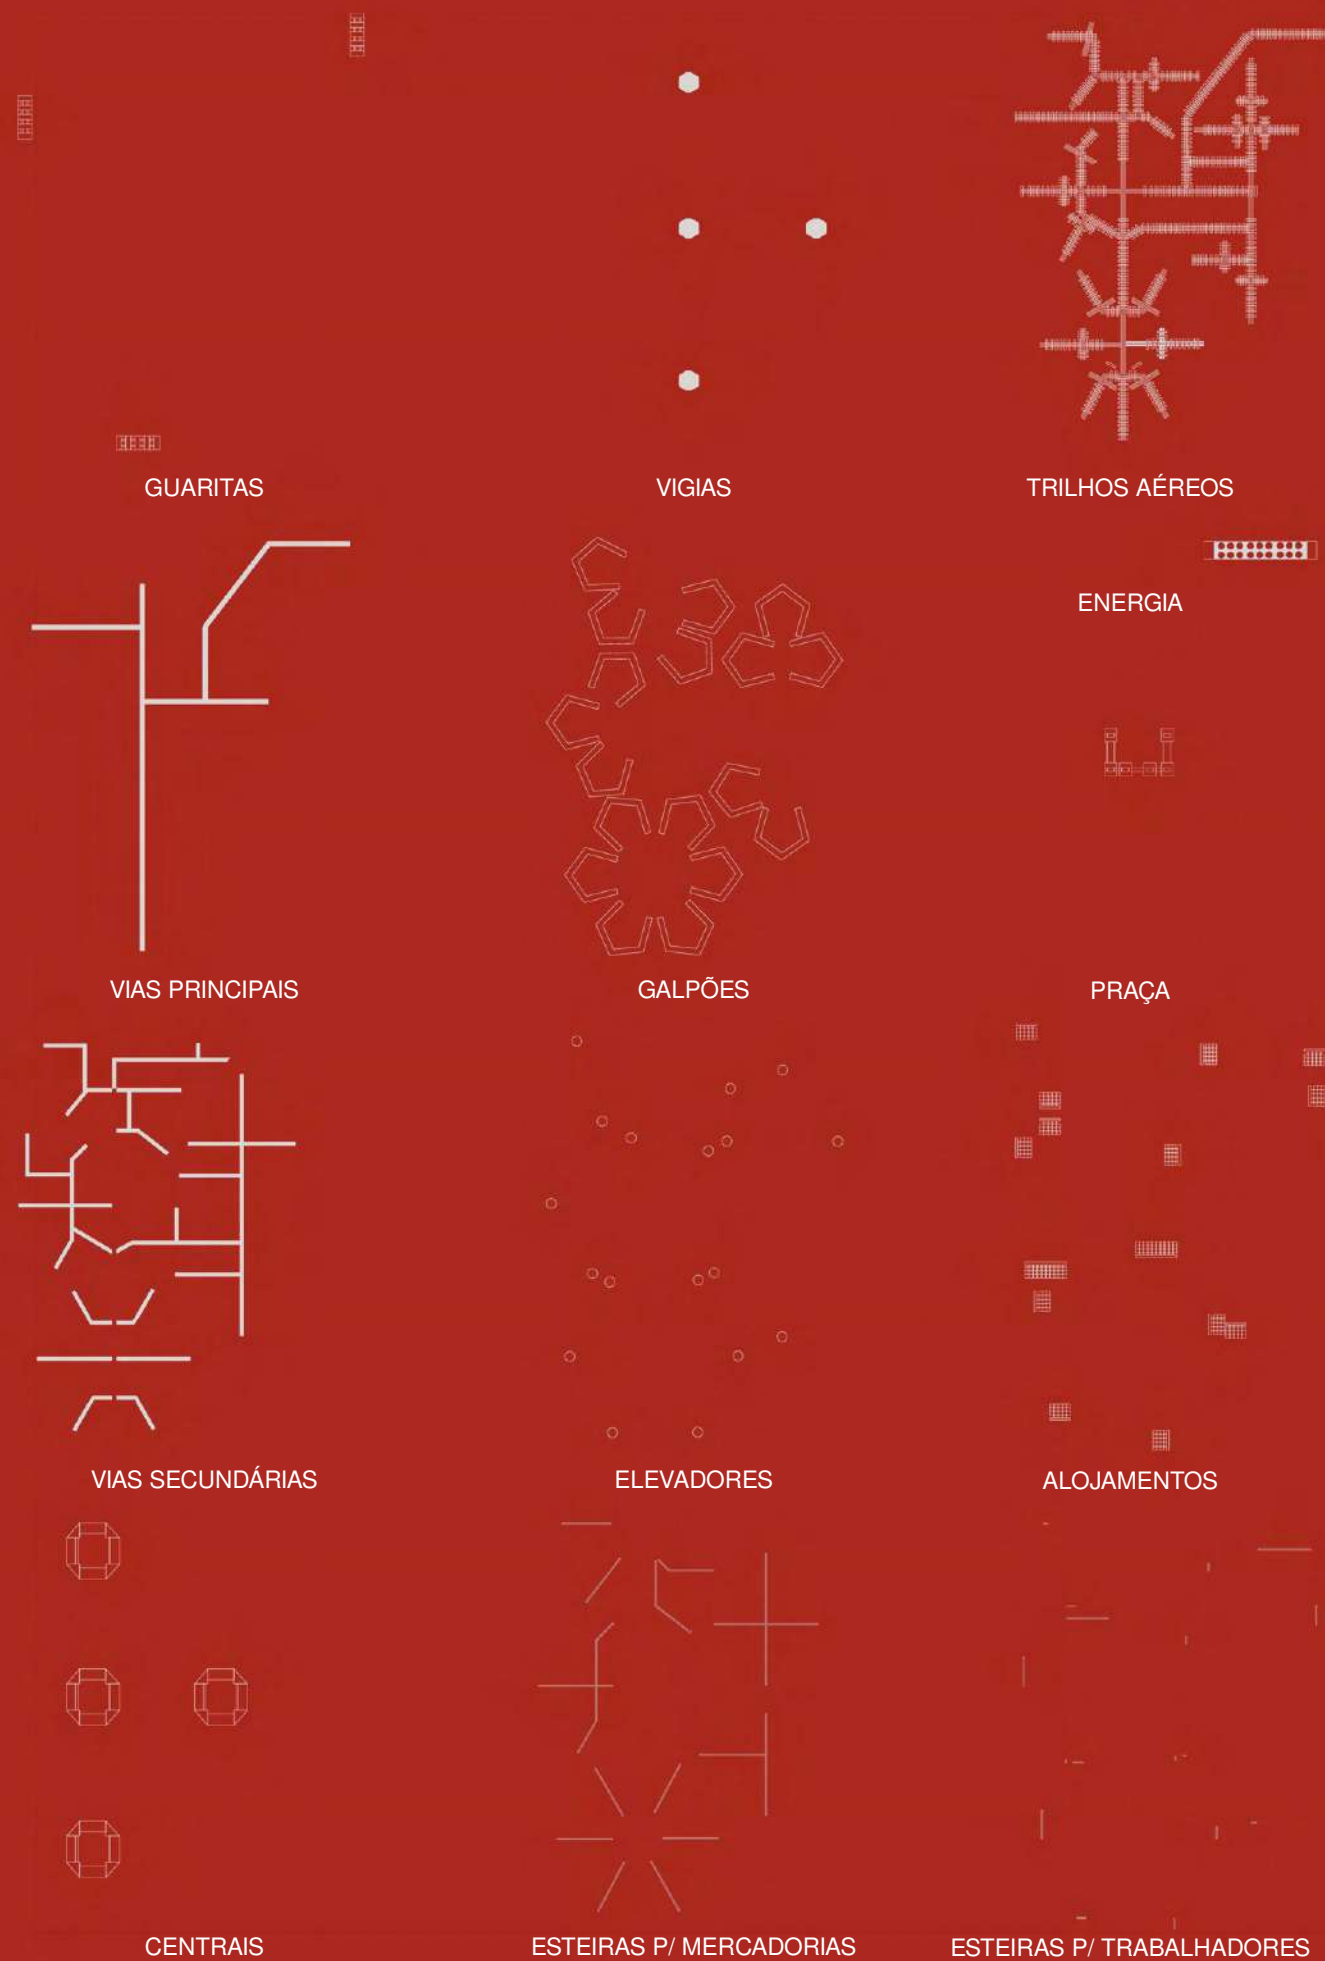 GUARITAS
VIGIAS
TRILHOS AÉREOS
ENERGIA
VIAS PRINCIPAIS
GALPÕES
PRAÇA
VIAS SECUNDÁRIAS
ELEVADORES
ALOJAMENTOS
CENTRAIS
ESTEIRAS P/ MERCADORIAS
ESTEIRAS P/ TRABALHADORES